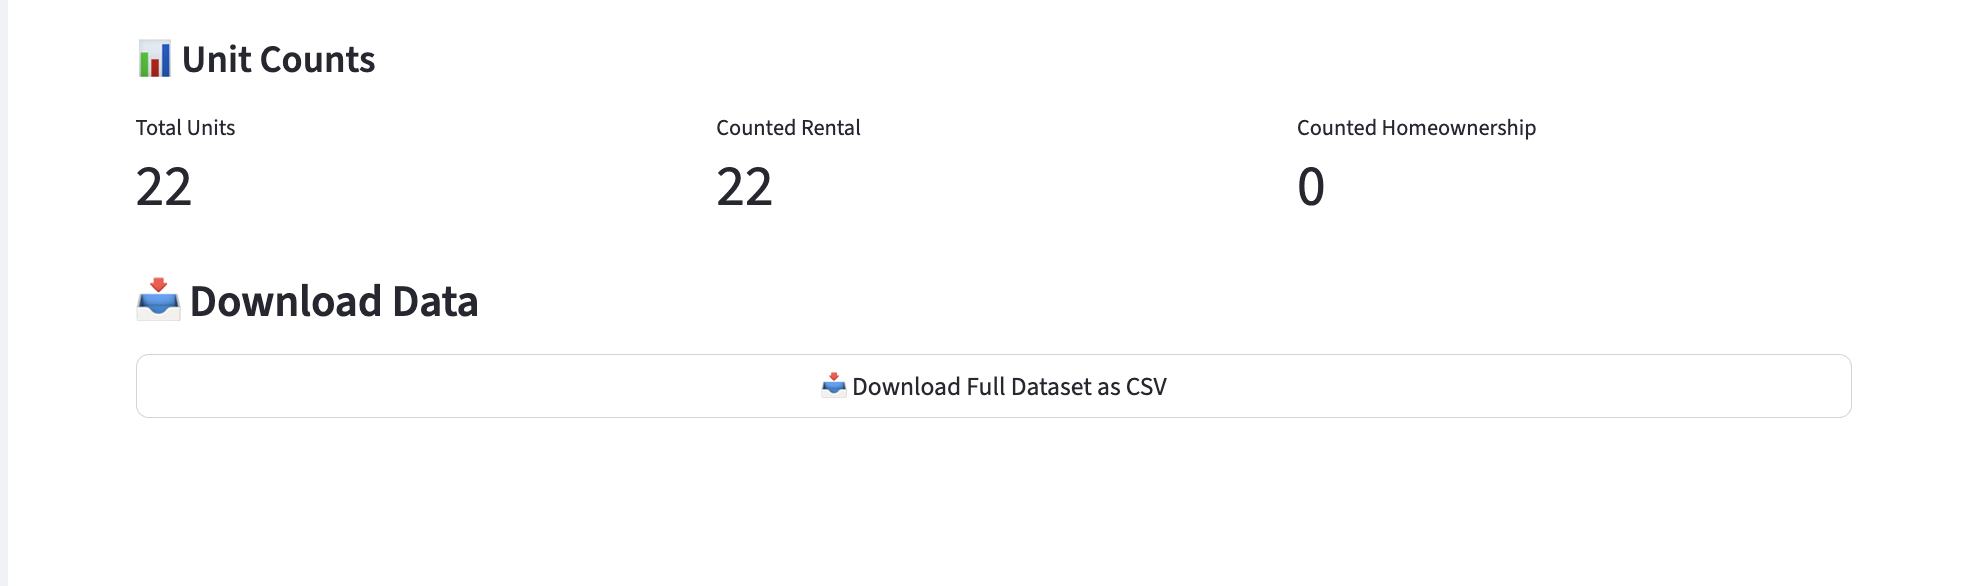 Unit Counts
Total Units
Counted Rental
Counted Homeownership
22
22
0
Download Data
Download Full Dataset as CSV